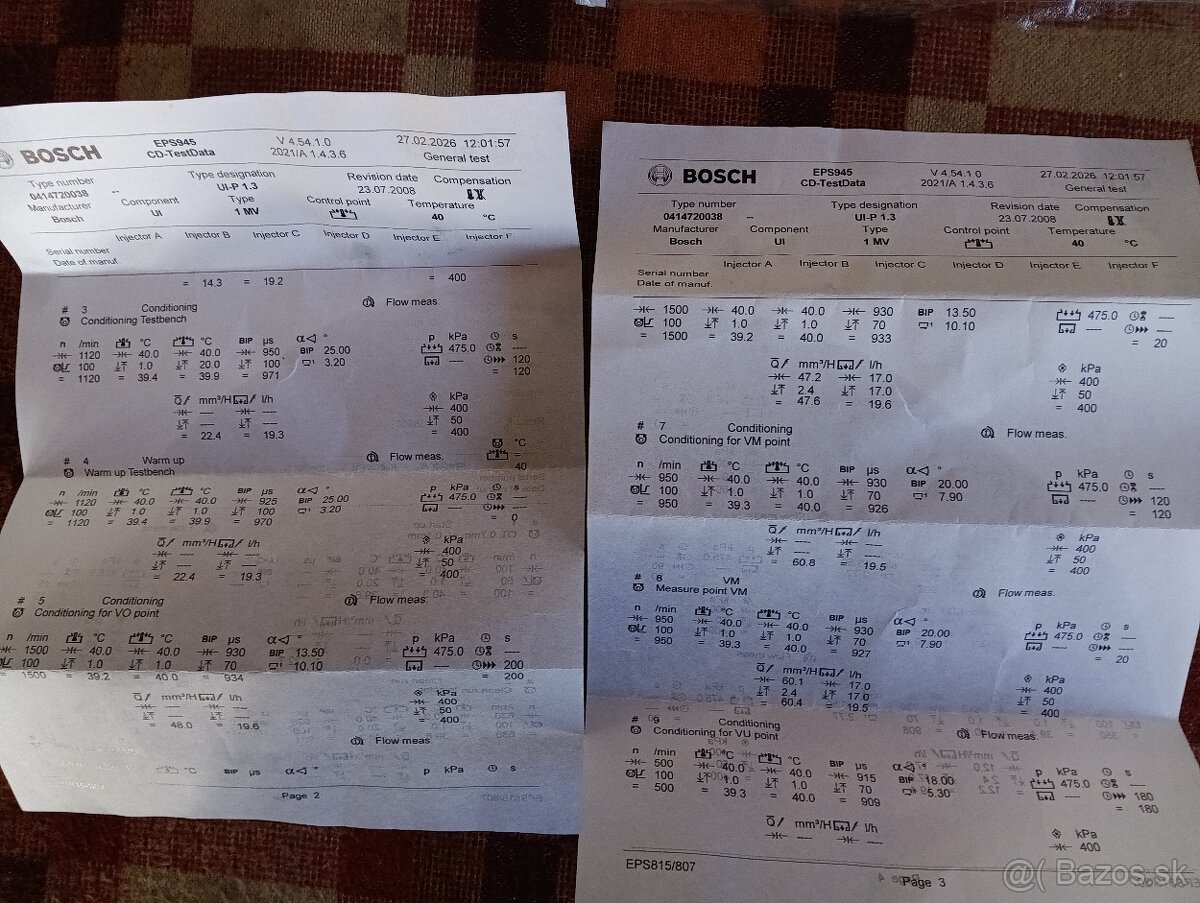 BOSCH
EPS945
CD-TestData
V 4.54.1.0
2021/A 1.4.3.6
27.02.2026 12:01:57
General test
Type number
0414720038
--
Type designation
UI-P 1.3
Revision date
23.07.2008
Compensation
Manufacturer
Bosch
Component
UI
Type
1 MV
Control point
Temperature
40 °C
Injector A Injector B Injector C Injector D Injector E Injector F
Serial number
Date of manuf.
= 14.3 = 19.2 = 400
# 3 Conditioning Flow meas
Conditioning Testbench
n /min °C °C BIP µs α ° p kPa s
1120 40.0 40.0 950 BIP 25.00 475.0 ----
100 1.0 20.0 100 3.20 ---- 120
= 1120 = 39.4 = 39.9 = 971 = 120
Q/ mm³/H / l/h kPa
---- ---- 400
---- ---- 50
= 22.4 = 19.3 = 400
# 4 Warm up Flow meas. °C
Warm up Testbench =
40
n /min °C °C BIP µs α ° p kPa s
1120 40.0 40.0 925 BIP 25.00 475.0 ----
100 1.0 1.0 100 3.20 ---- ----
= 1120 = 39.4 = 39.9 = 970 = 0
Q/ mm³/H / l/h kPa
---- ---- 400
---- ---- 50
= 22.4 = 19.3 = 400
# 5 Conditioning Flow meas.
Conditioning for VO point
n /min °C °C BIP µs α ° p kPa s
1500 40.0 40.0 930 BIP 13.50 475.0 ----
100 1.0 1.0 70 10.10 ---- 200
= 1500 = 39.2 = 40.0 = 934 = 200
Q/ mm³/H / l/h kPa
---- ---- 400
---- ---- 50
= 48.0 = 19.6 = 400
Flow meas.
°C BIP µs α ° p kPa s
Page 2
BOSCH
EPS945
CD-TestData
V 4.54.1.0
2021/A 1.4.3.6
27.02.2026 12:01:57
General test
Type number
0414720038
--
Type designation
UI-P 1.3
Revision date
23.07.2008
Compensation
Manufacturer
Bosch
Component
UI
Type
1 MV
Control point
Temperature
40 °C
Injector A Injector B Injector C Injector D Injector E Injector F
Serial number
Date of manuf.
1500 40.0 40.0 930 BIP 13.50 475.0 ----
100 1.0 1.0 70 10.10 ---- ----
= 1500 = 39.2 = 40.0 = 933 = 20
Q/ mm³/H / l/h kPa
47.2 17.0 400
2.4 17.0 50
= 47.6 = 19.6 = 400
# 7 Conditioning Flow meas.
Conditioning for VM point
n /min °C °C BIP µs α ° p kPa s
950 40.0 40.0 930 BIP 20.00 475.0 ----
100 1.0 1.0 70 7.90 ---- 120
= 950 = 39.3 = 40.0 = 926 = 120
Q/ mm³/H / l/h kPa
---- ---- 400
---- ---- 50
= 60.8 = 19.5 = 400
# 8 VM Flow meas.
Measure point VM
n /min °C °C BIP µs α ° p kPa s
950 40.0 40.0 930 BIP 20.00 475.0 ----
100 1.0 1.0 70 7.90 ---- ----
= 950 = 39.3 = 40.0 = 927 = 20
Q/ mm³/H / l/h kPa
60.1 17.0 400
2.4 17.0 50
= 60.4 = 19.5 = 400
# 9 Conditioning Flow meas.
Conditioning for VU point
n /min °C °C BIP µs α ° p kPa s
500 40.0 40.0 915 BIP 18.00 475.0 ----
100 1.0 1.0 70 5.30 ---- 180
= 500 = 39.3 = 40.0 = 909 = 180
Q/ mm³/H / l/h kPa
---- ---- 400
EPS815/807
Page 3
Bazos.sk